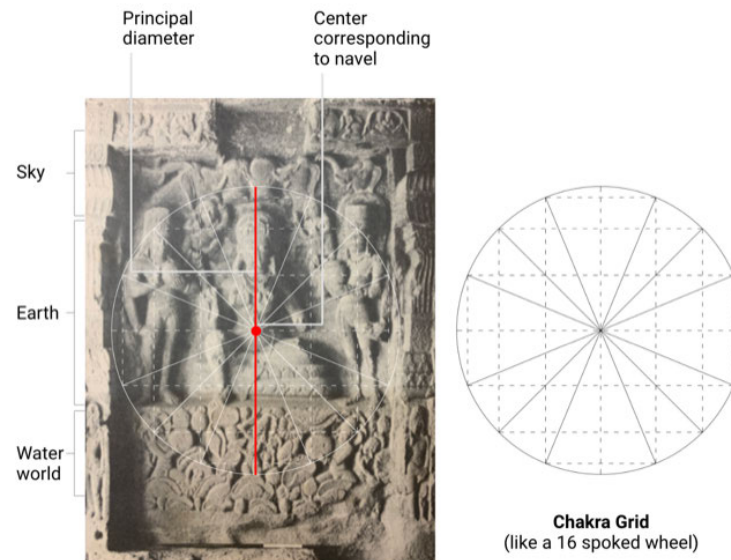 Principal
diameter
Center
corresponding
to navel
Sky
Earth
Water
world
Chakra Grid
(like a 16 spoked wheel)